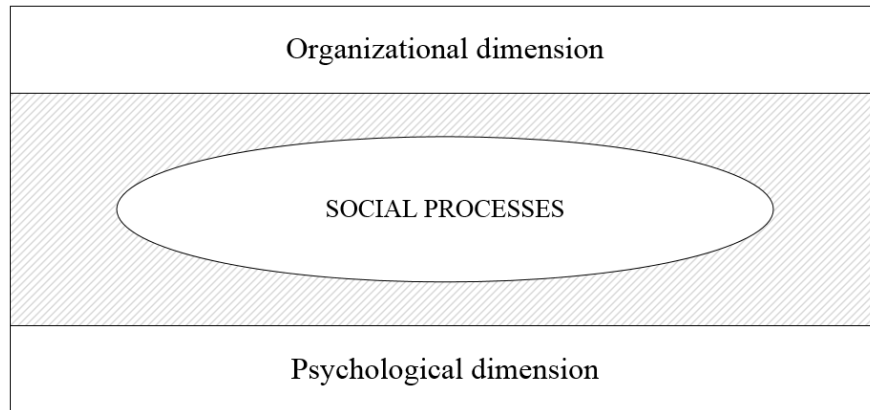 Organizational dimension
SOCIAL PROCESSES
Psychological dimension